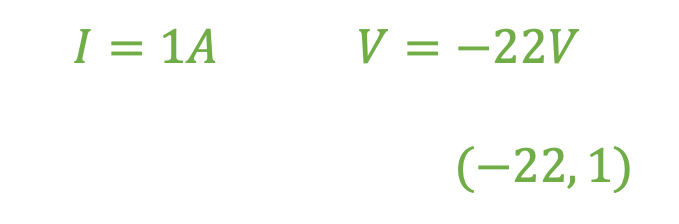 I = 1A V = −22V
(−22, 1)